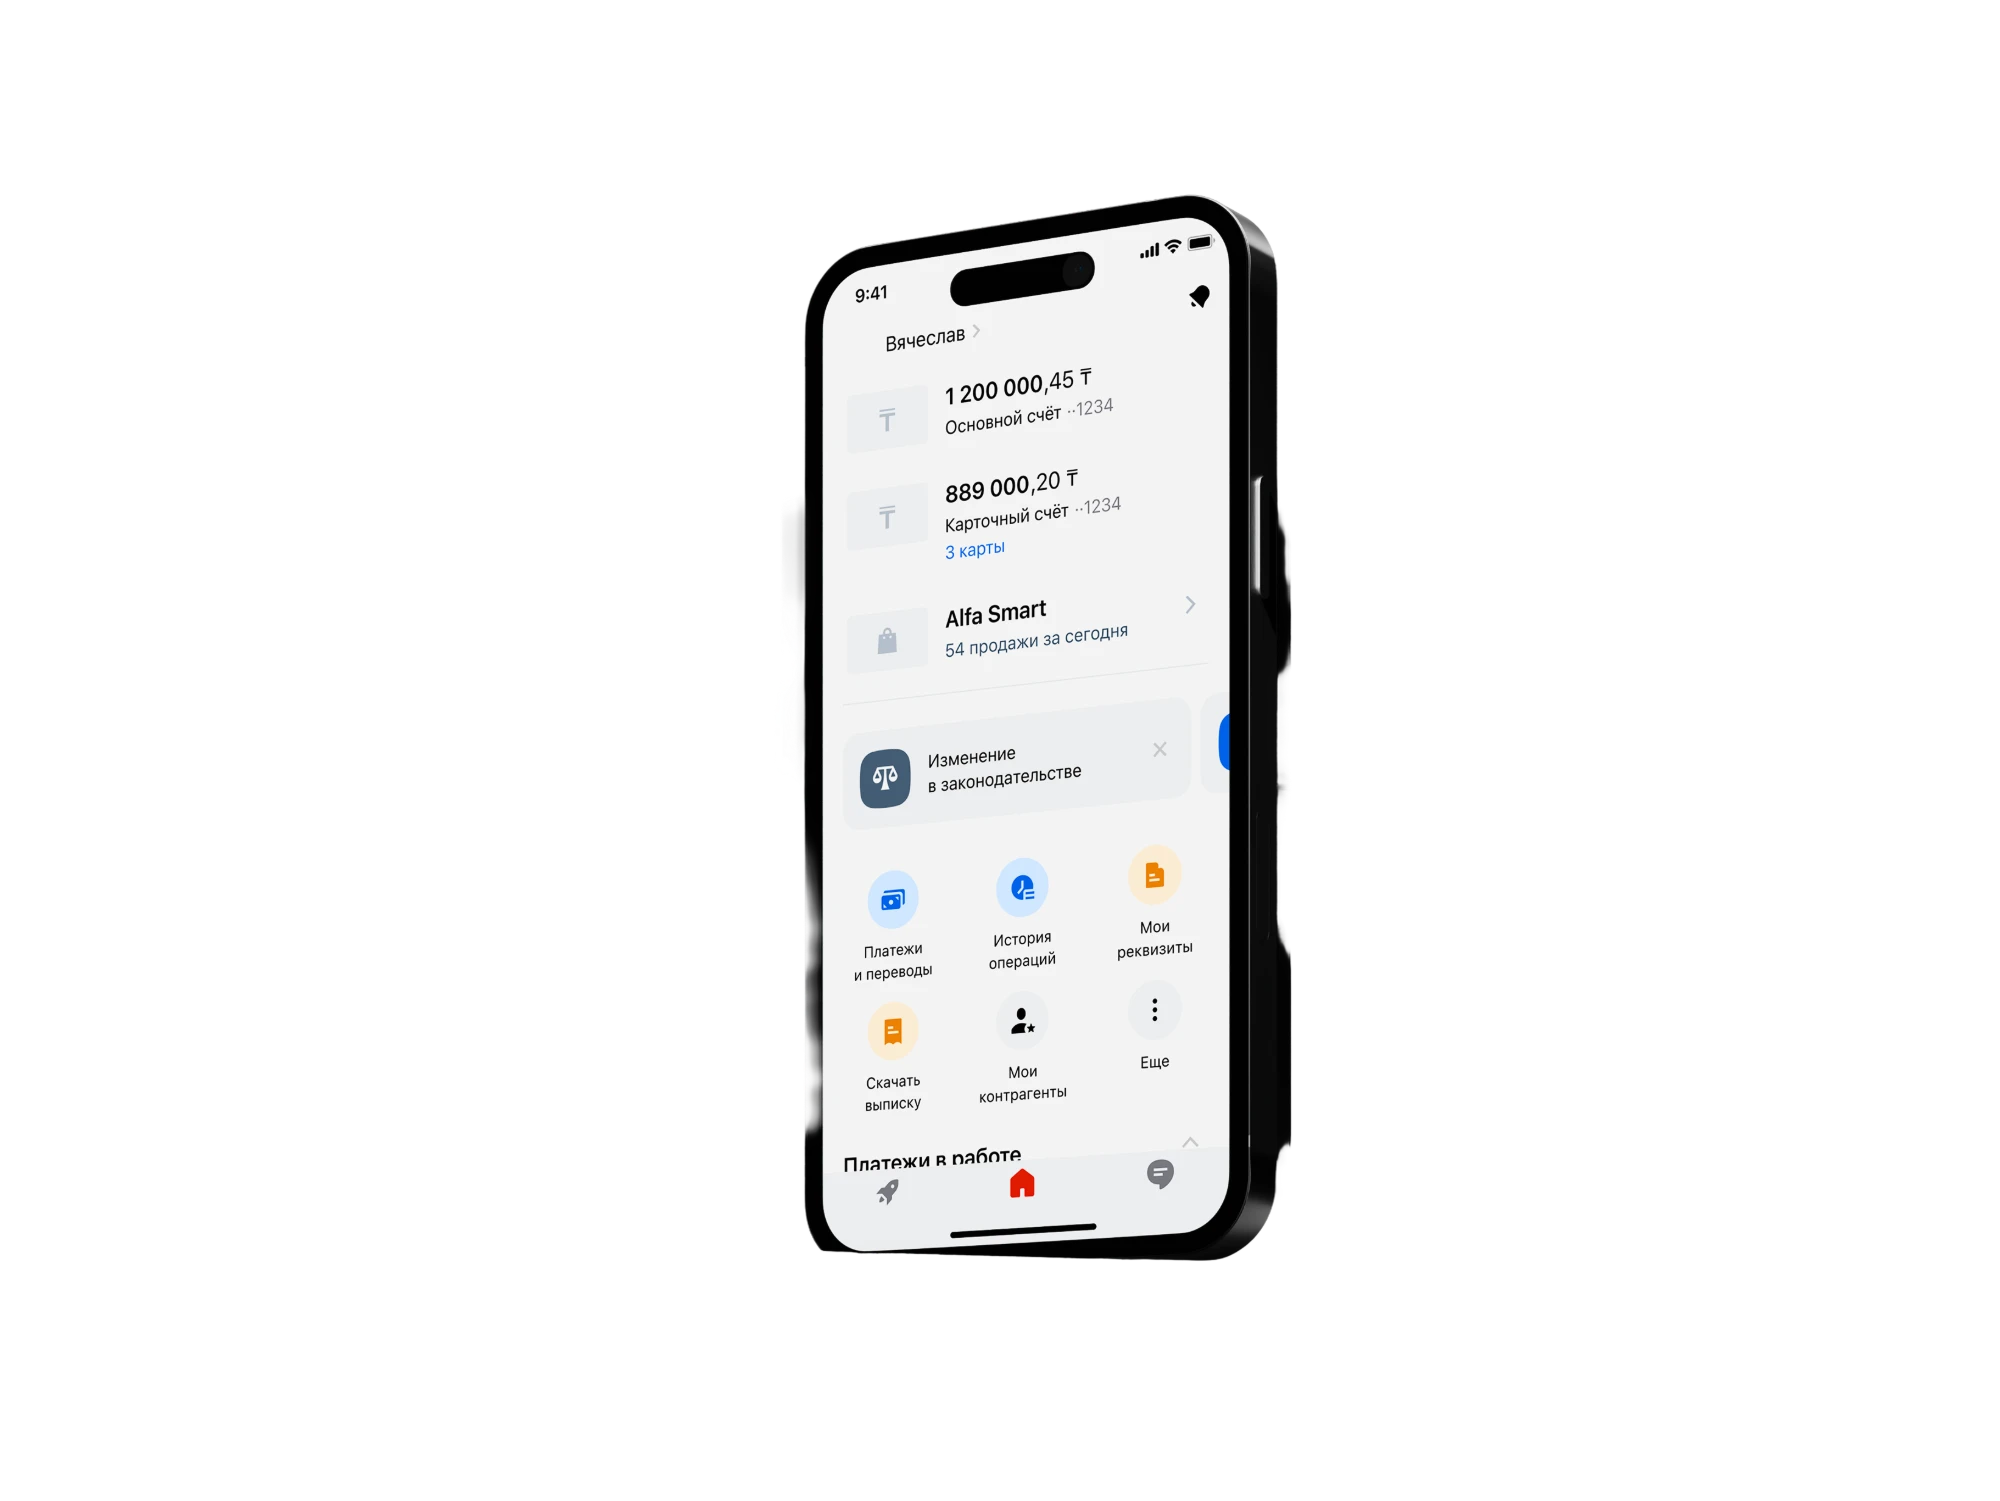 9:41
Вячеслав
1 200 000,45 ₸
Основной счёт ··1234
₸
889 000,20 ₸
Карточный счёт ··1234
₸
3 карты
Alfa Smart
54 продажи за сегодня
Изменение
в законодательстве
Платежи
и переводы
История
операций
Мои
реквизиты
Скачать
выписку
Мои
контрагенты
Еще
Платежи в работе